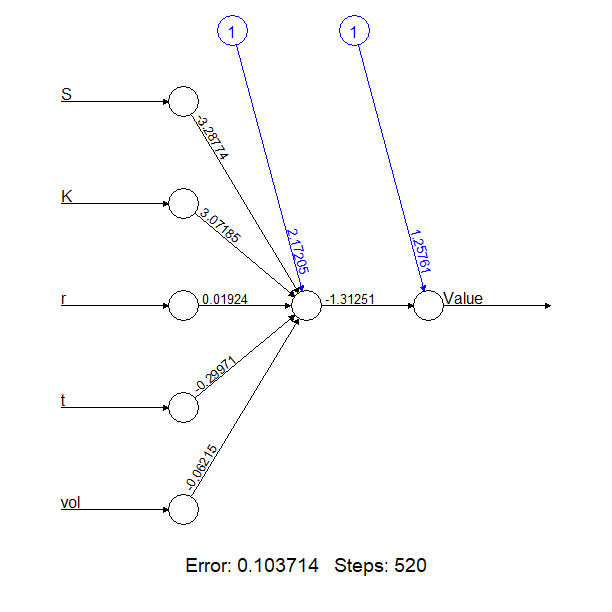 1
1
S
-3.28774
K
3.07185
2.17205
1.25761
r
0.01924
-1.31251
Value
t
-0.29971
vol
-0.06215
Error: 0.103714 Steps: 520